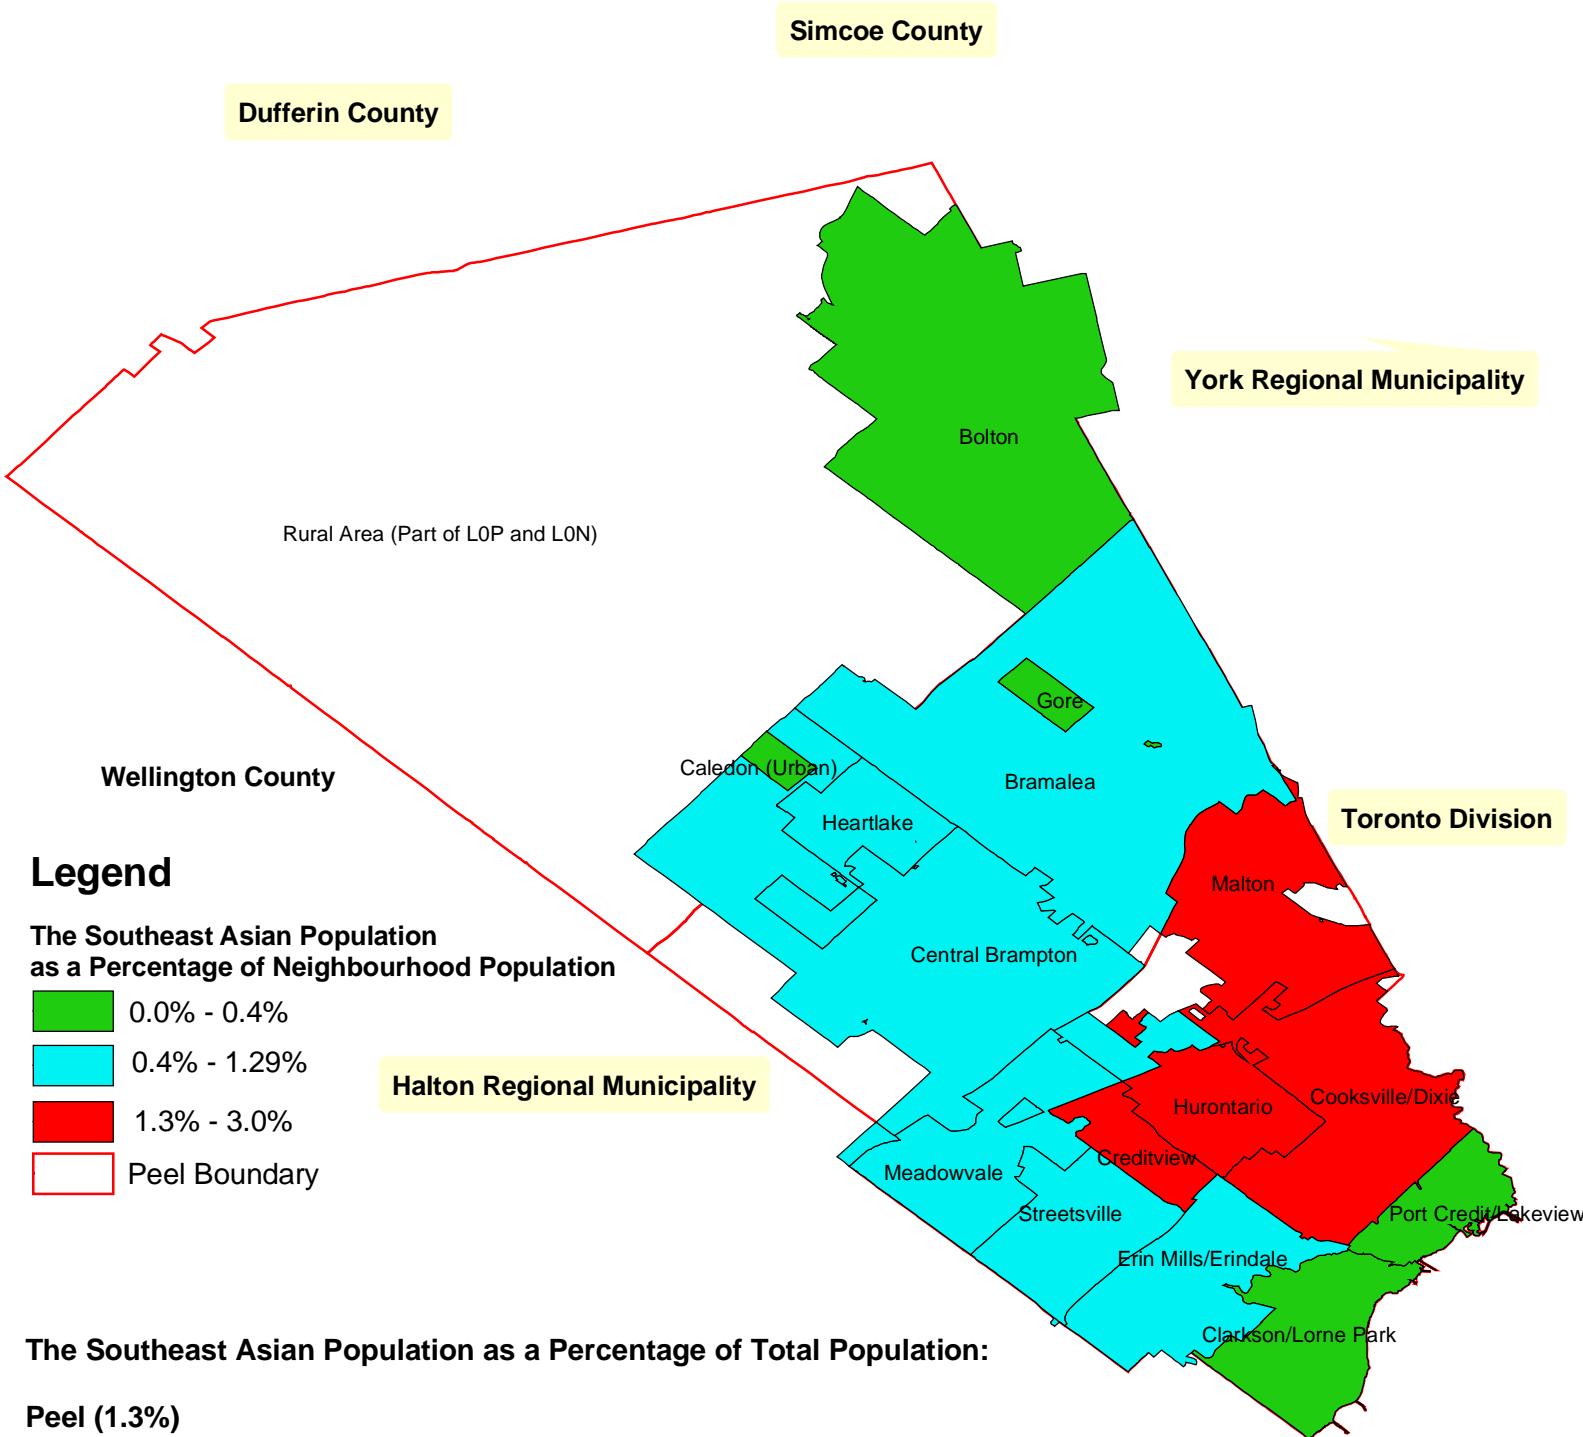 Simcoe County
Dufferin County
York Regional Municipality
Bolton
Rural Area (Part of L0P and L0N)
Gore
Caledon (Urban)
Wellington County
Bramalea
Heartlake
Toronto Division
Legend
Malton
The Southeast Asian Population
as a Percentage of Neighbourhood Population
Central Brampton
0.0% - 0.4%
0.4% - 1.29%
Halton Regional Municipality
Cooksville/Dixie
Hurontario
1.3% - 3.0%
Creditview
Peel Boundary
Meadowvale
Streetsville
Port Credit/Lakeview
Erin Mills/Erindale
Clarkson/Lorne Park
The Southeast Asian Population as a Percentage of Total Population:
Peel (1.3%)